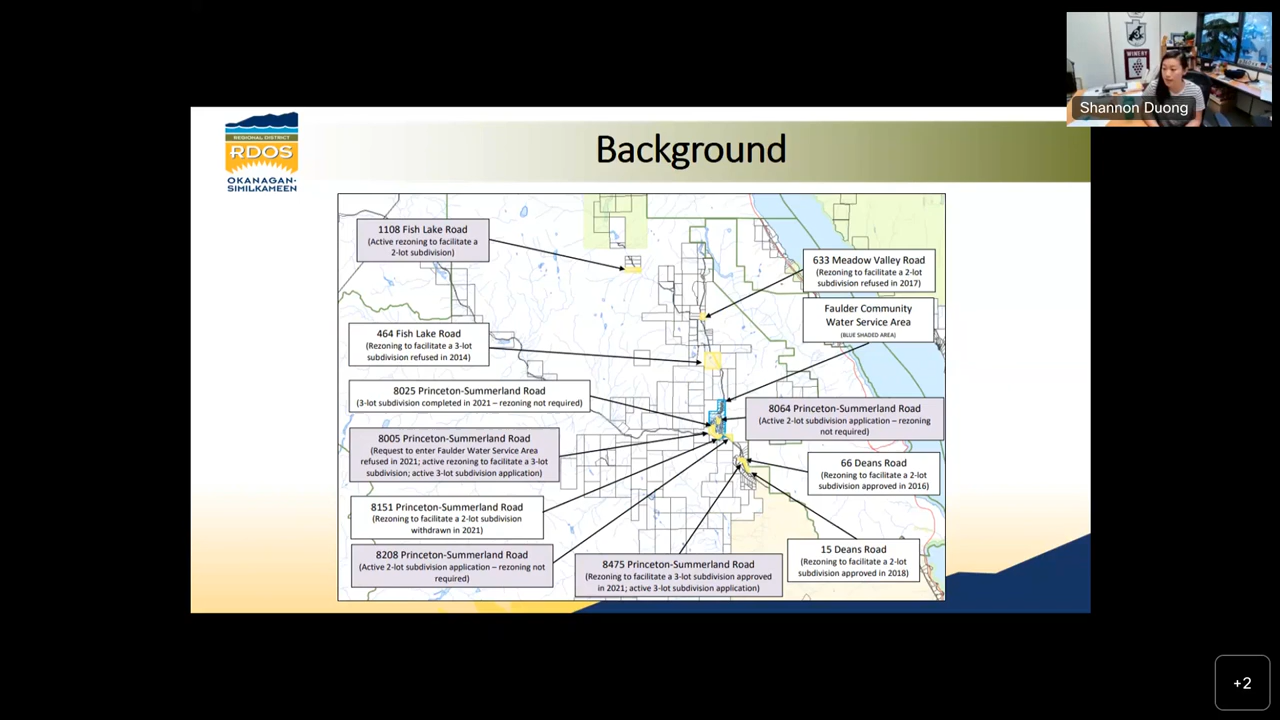 WINERY
Shannon Duong
REGIONAL DISTRICT
RDOS
OKANAGAN-
SIMILKAMEEN
Background
1108 Fish Lake Road
(Active rezoning to facilitate a
2-lot subdivision)
633 Meadow Valley Road
(Rezoning to facilitate a 2-lot
subdivision refused in 2017)
Faulder Community
Water Service Area
(BLUE SHADED AREA)
464 Fish Lake Road
(Rezoning to facilitate a 3-lot
subdivision refused in 2014)
8025 Princeton-Summerland Road
(3-lot subdivision completed in 2021 – rezoning not required)
8064 Princeton-Summerland Road
(Active 2-lot subdivision application – rezoning
not required)
8005 Princeton-Summerland Road
(Request to enter Faulder Water Service Area
refused in 2021; active rezoning to facilitate a 3-lot
subdivision; active 3-lot subdivision application)
66 Deans Road
(Rezoning to facilitate a 2-lot
subdivision approved in 2016)
8151 Princeton-Summerland Road
(Rezoning to facilitate a 2-lot subdivision
withdrawn in 2021)
8208 Princeton-Summerland Road
(Active 2-lot subdivision application – rezoning not
required)
8475 Princeton-Summerland Road
(Rezoning to facilitate a 3-lot subdivision approved
in 2021; active 3-lot subdivision application)
15 Deans Road
(Rezoning to facilitate a 2-lot
subdivision approved in 2018)
+2